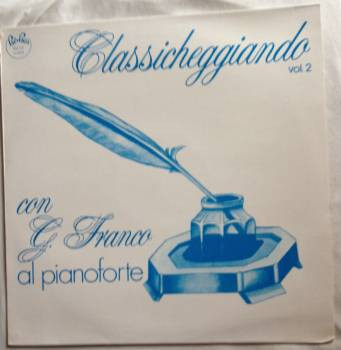 Classicheggiando
vol. 2
con
G. Franco
al pianoforte